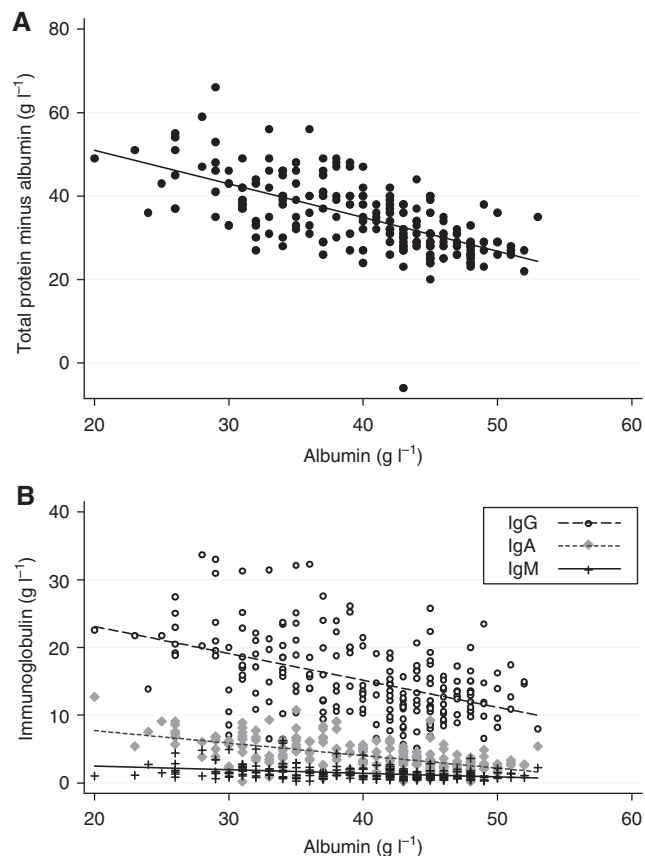 A
Total protein minus albumin (g l⁻¹)
80
60
40
20
0
20 30 40 50 60
Albumin (g l⁻¹)
B
Immunoglobulin (g l⁻¹)
40
30
20
10
0
IgG
IgA
IgM
20 30 40 50 60
Albumin (g l⁻¹)